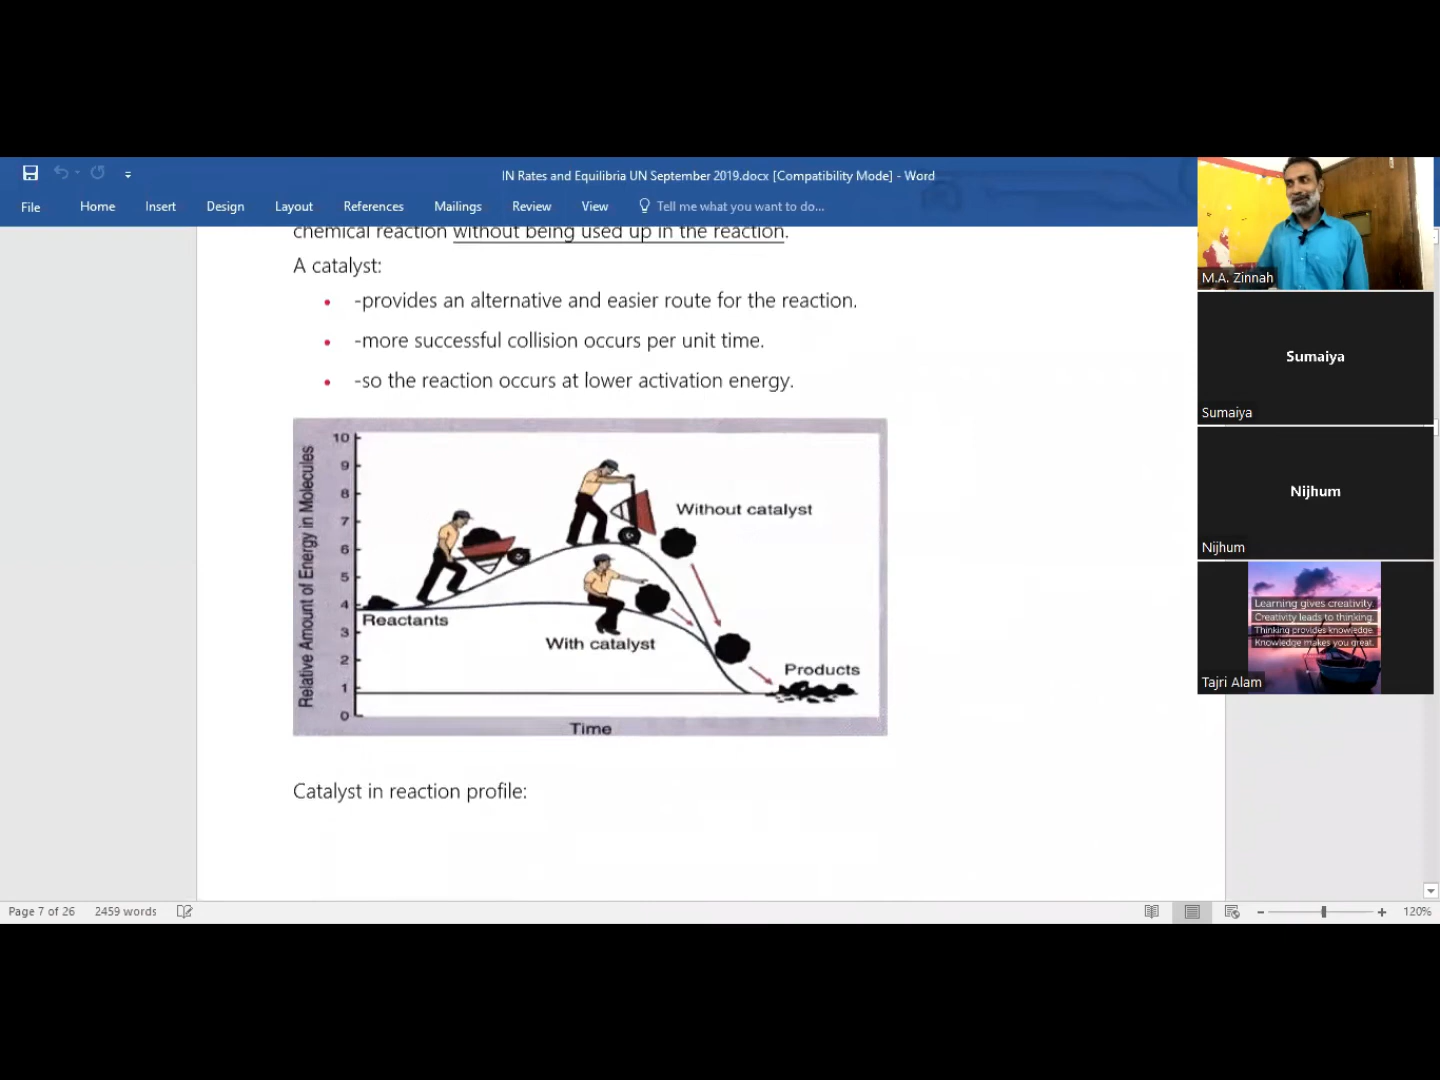 IN Rates and Equilibria UN September 2019.docx [Compatibility Mode] - Word
File Home Insert Design Layout References Mailings Review View Tell me what you want to do...
chemical reaction without being used up in the reaction.
A catalyst:
• -provides an alternative and easier route for the reaction.
• -more successful collision occurs per unit time.
• -so the reaction occurs at lower activation energy.
Relative Amount of Energy in Molecules
10
9
8
7
6
5
4
3
2
1
0
Without catalyst
Reactants
With catalyst
Products
Time
Catalyst in reaction profile:
Page 7 of 26 2459 words
120%
M.A. Zinnah
Sumaiya
Sumaiya
Nijhum
Nijhum
Learning gives creativity.
Creativity leads to thinking.
Thinking provides knowledge.
Knowledge makes you great.
Tajri Alam